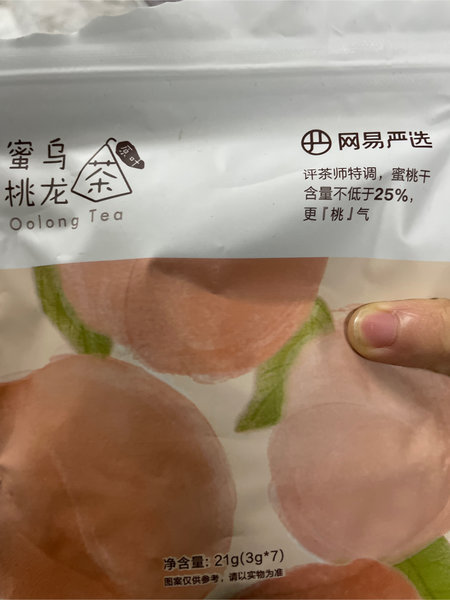 蜜乌
桃龙
茶
原叶
Oolong Tea
网易严选
评茶师特调，蜜桃干
含量不低于25%，
更『桃』气
净含量: 21g(3g*7)
图案仅供参考，请以实物为准